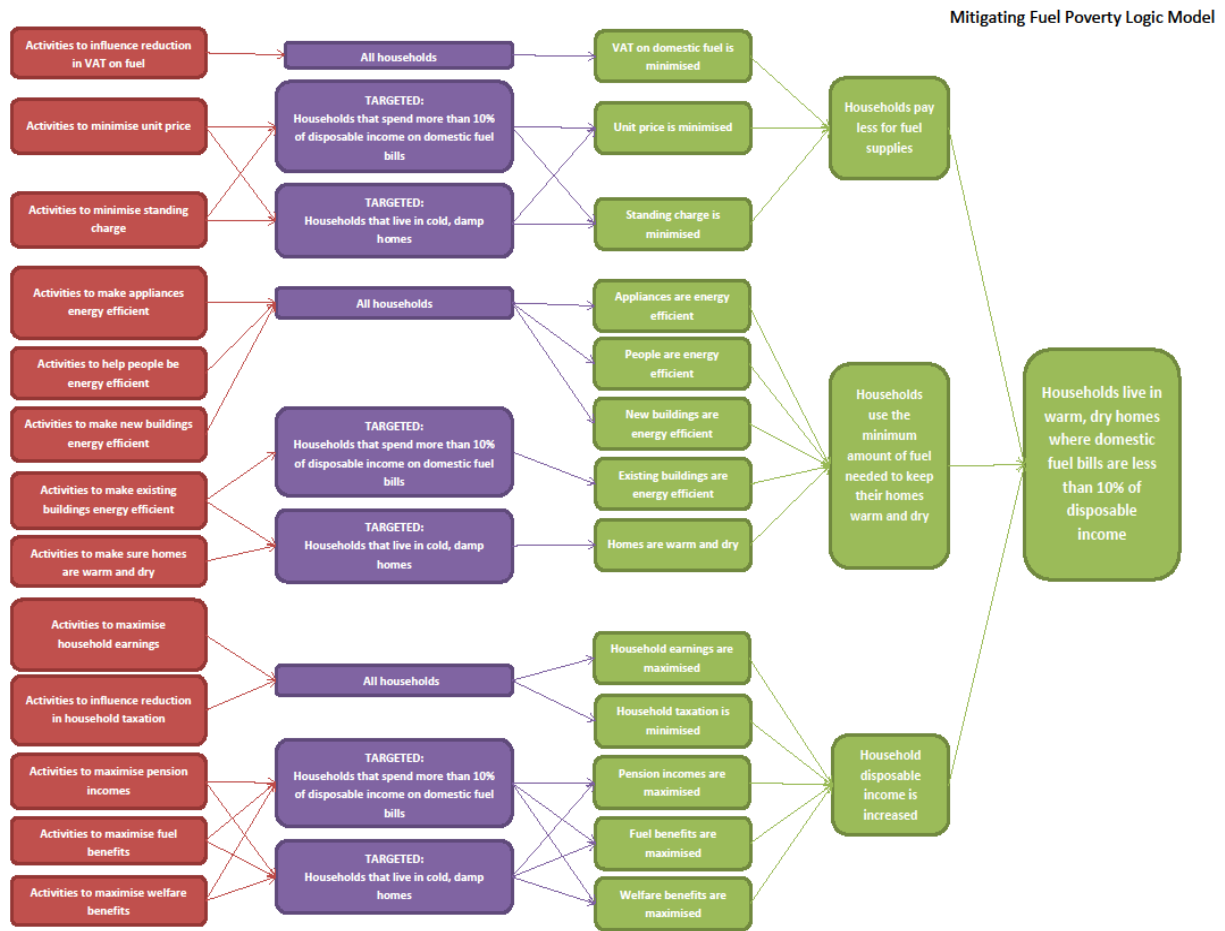 Mitigating Fuel Poverty Logic Model
Activities to influence reduction
in VAT on fuel
All households
VAT on domestic fuel is
minimised
Activities to minimise unit price
TARGETED:
Households that spend more than 10%
of disposable income on domestic fuel
bills
Unit price is minimised
Households pay
less for fuel
supplies
Activities to minimise standing
charge
TARGETED:
Households that live in cold, damp
homes
Standing charge is
minimised
Activities to make appliances
energy efficient
All households
Appliances are energy
efficient
Activities to help people be
energy efficient
People are energy
efficient
Activities to make new buildings
energy efficient
New buildings are
energy efficient
TARGETED:
Households that spend more than 10%
of disposable income on domestic fuel
bills
Households
use the
minimum
amount of fuel
needed to keep
their homes
warm and dry
Households live in
warm, dry homes
where domestic
fuel bills are less
than 10% of
disposable
income
Activities to make existing
buildings energy efficient
Existing buildings are
energy efficient
Activities to make sure homes
are warm and dry
TARGETED:
Households that live in cold, damp
homes
Homes are warm and dry
Activities to maximise
household earnings
All households
Household earnings are
maximised
Activities to influence reduction
in household taxation
Household taxation is
minimised
Activities to maximise pension
incomes
TARGETED:
Households that spend more than 10%
of disposable income on domestic fuel
bills
Pension incomes are
maximised
Household
disposable
income is
increased
Activities to maximise fuel
benefits
Fuel benefits are
maximised
Activities to maximise welfare
benefits
TARGETED:
Households that live in cold, damp
homes
Welfare benefits are
maximised